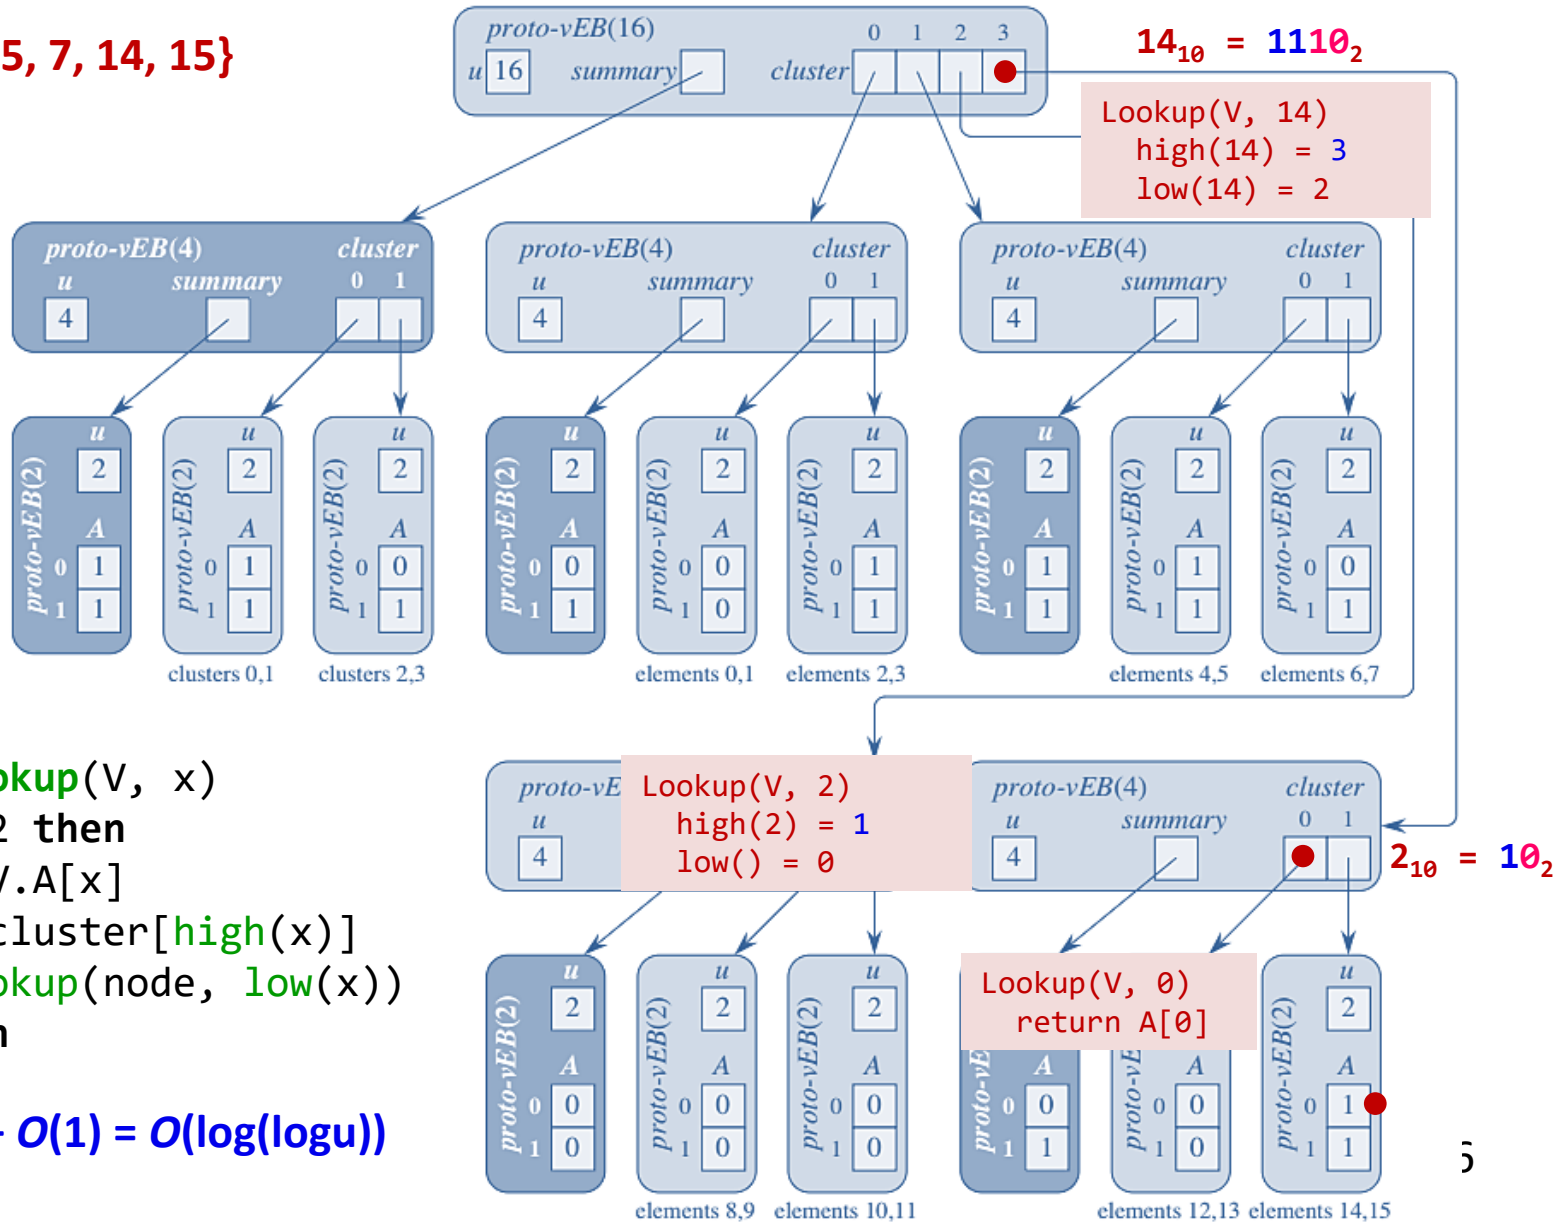 5, 7, 14, 15}
proto-vEB(16)
0 1 2 3
u 16 summary cluster
14₁₀ = 1110₂
Lookup(V, 14)
high(14) = 3
low(14) = 2
proto-vEB(4) cluster
u summary 0 1
4
proto-vEB(4) cluster
u summary 0 1
4
proto-vEB(4) cluster
u summary 0 1
4
proto-vEB(2)
u
2
A
0 1
1 1
proto-vEB(2)
u
2
A
0 1
1 1
clusters 0,1
proto-vEB(2)
u
2
A
0 0
1 1
clusters 2,3
proto-vEB(2)
u
2
A
0 0
1 1
proto-vEB(2)
u
2
A
0 0
1 0
elements 0,1
proto-vEB(2)
u
2
A
0 1
1 1
elements 2,3
proto-vEB(2)
u
2
A
0 1
1 1
proto-vEB(2)
u
2
A
0 1
1 1
elements 4,5
proto-vEB(2)
u
2
A
0 0
1 1
elements 6,7
okup(V, x)
2 then
V.A[x]
cluster[high(x)]
okup(node, low(x))
n
- O(1) = O(log(logu))
proto-vE
u
4
Lookup(V, 2)
high(2) = 1
low() = 0
proto-vEB(4) cluster
u summary 0 1
4
2₁₀ = 10₂
proto-vEB(2)
u
2
A
0 0
1 0
proto-vEB(2)
u
2
A
0 0
1 0
elements 8,9
proto-vEB(2)
u
2
A
0 0
1 0
elements 10,11
Lookup(V, 0)
return A[0]
proto-vE
A
0 0
1 1
proto-vE
A
0 0
1 0
elements 12,13
proto-vEB(2)
u
2
A
0 1
1 1
elements 14,15